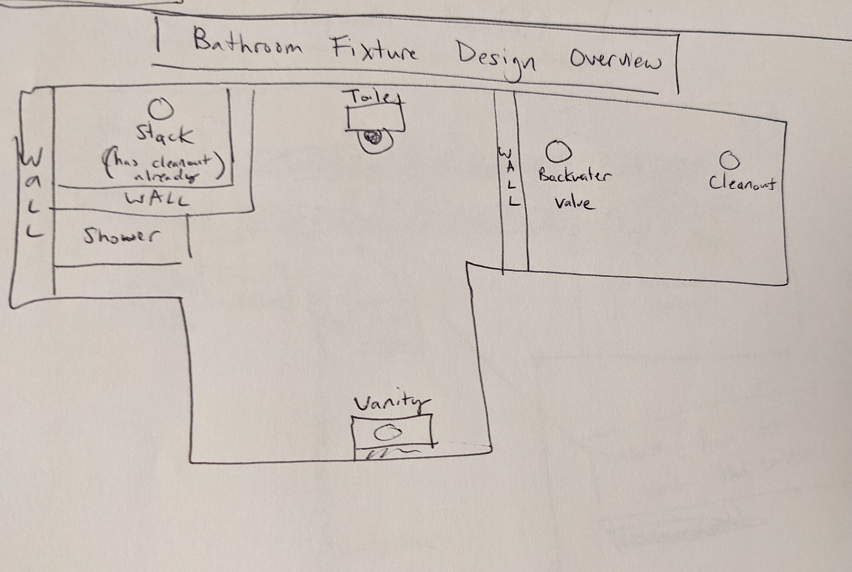 Bathroom Fixture Design Overview
Toilet
Stack
(has cleanout
already)
WALL
WALL
Shower
WALL
Backwater
valve
Cleanout
Vanity